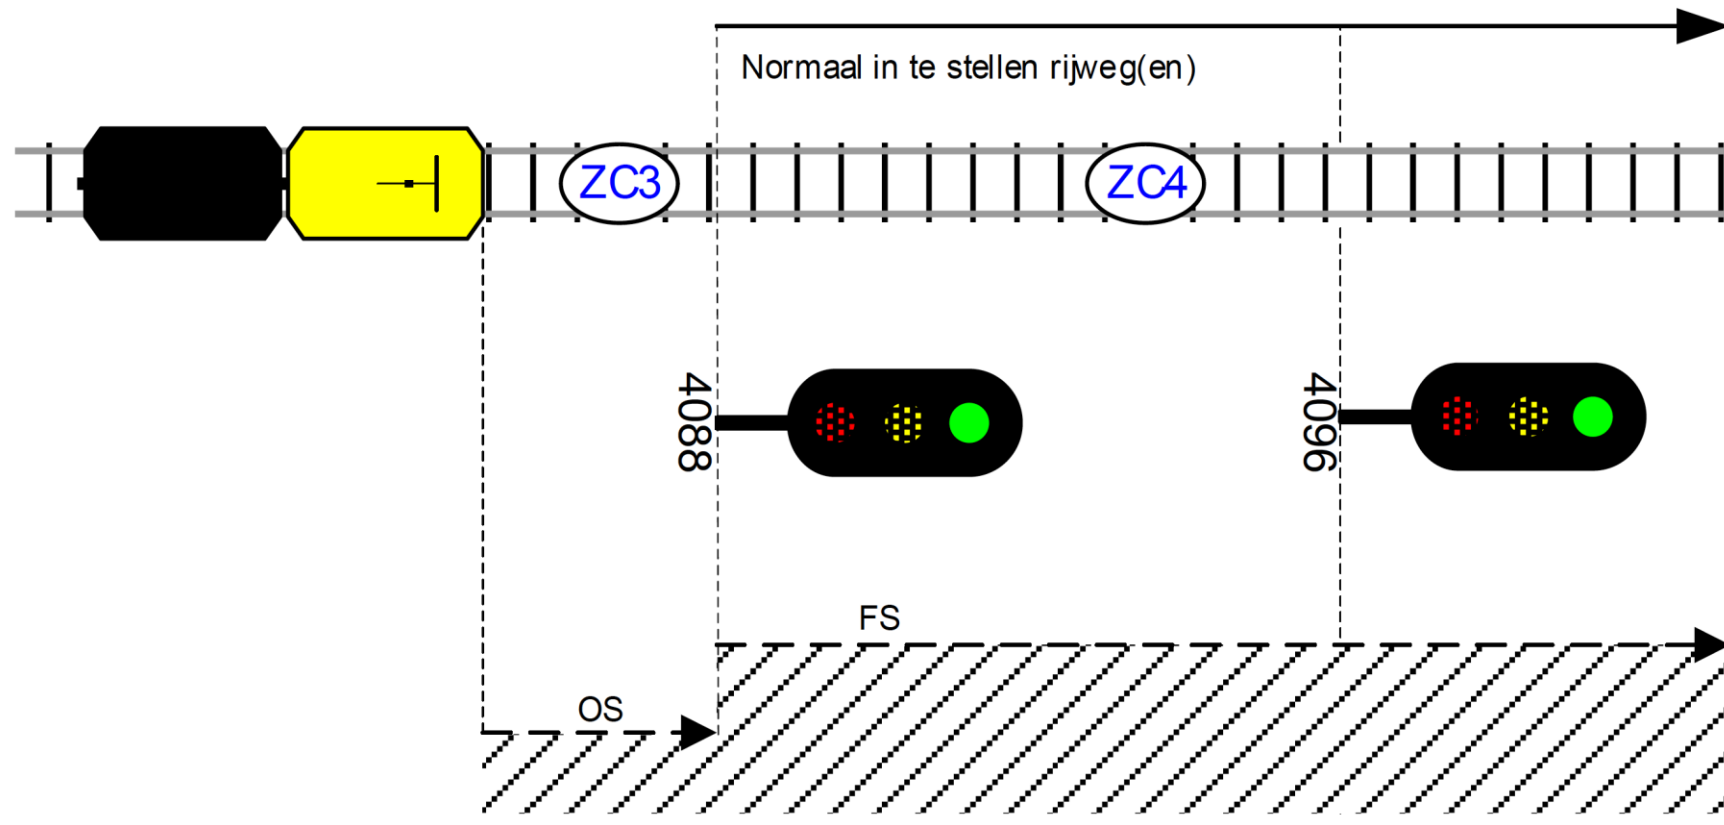 Normaal in te stellen rijweg(en)
ZC3
ZC4
4088
4096
FS
OS